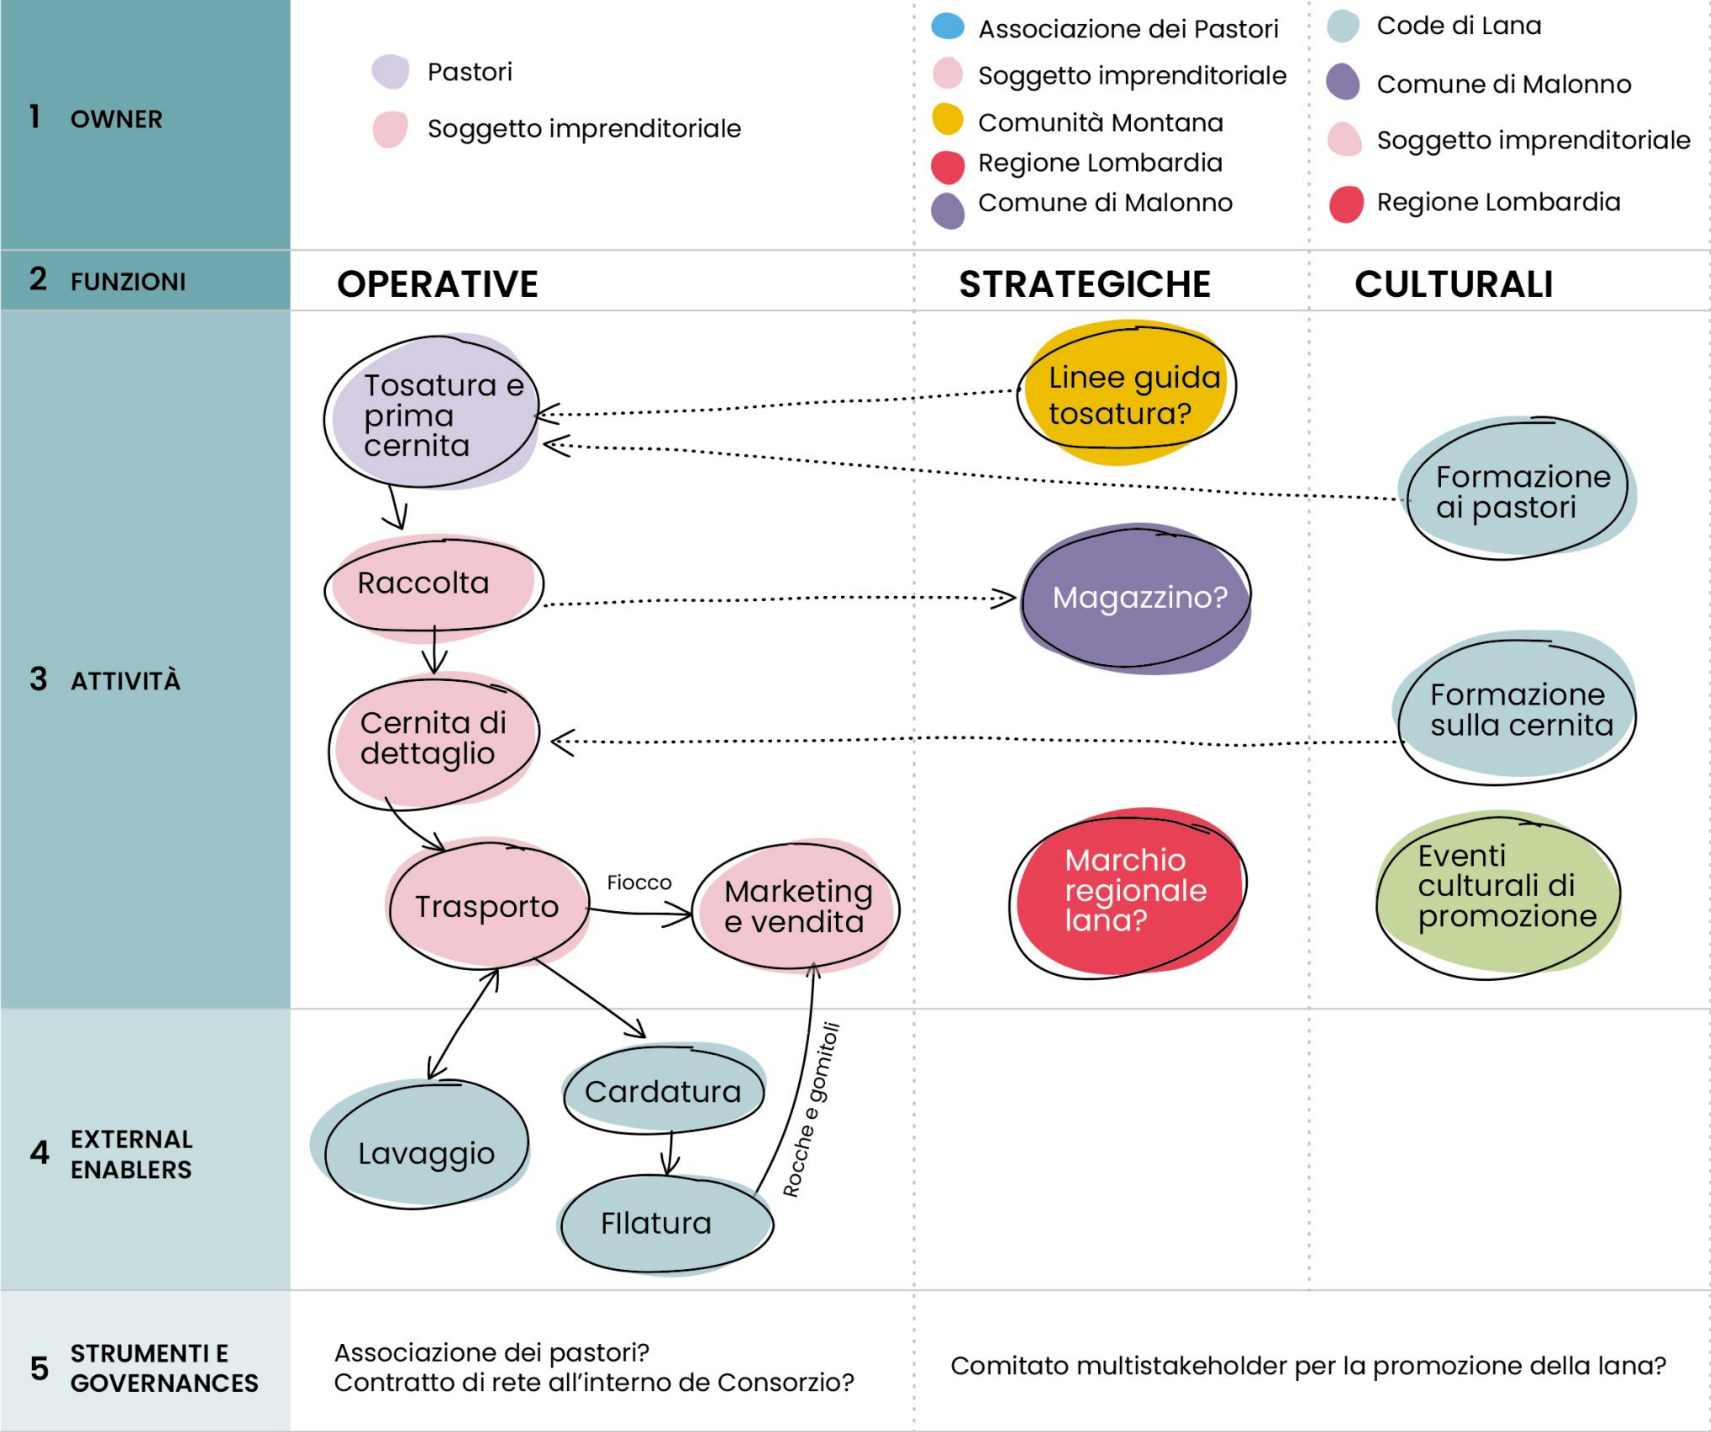 1 OWNER
Pastori
Soggetto imprenditoriale
Associazione dei Pastori
Soggetto imprenditoriale
Comunità Montana
Regione Lombardia
Comune di Malonno
Code di Lana
Comune di Malonno
Soggetto imprenditoriale
Regione Lombardia
2 FUNZIONI
OPERATIVE
STRATEGICHE
CULTURALI
3 ATTIVITÀ
Tosatura e
prima
cernita
Linee guida
tosatura?
Formazione
ai pastori
Raccolta
Magazzino?
Cernita di
dettaglio
Formazione
sulla cernita
Trasporto
Fiocco
Marketing
e vendita
Marchio
regionale
lana?
Eventi
culturali di
promozione
4 EXTERNAL
ENABLERS
Lavaggio
Cardatura
FIlatura
Rocche e gomitoli
5 STRUMENTI E
GOVERNANCES
Associazione dei pastori?
Contratto di rete all'interno de Consorzio?
Comitato multistakeholder per la promozione della lana?